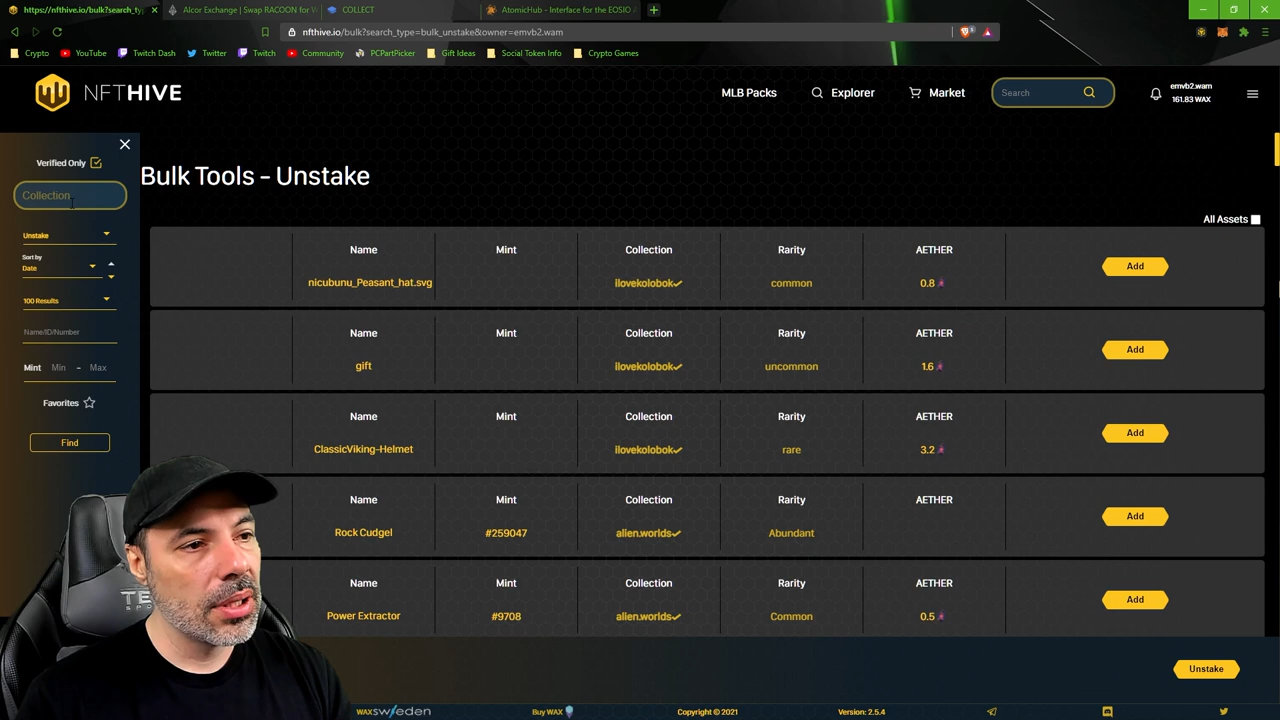 https://nfthive.io/bulk?search_ty
Alcor Exchange | Swap RACOON for W
COLLECT
AtomicHub - Interface for the EOSIO
nfthive.io/bulk?search_type=bulk_unstake&owner=emvb2.wam
Crypto
YouTube
Twitch Dash
Twitter
Twitch
Community
PCPartPicker
Gift Ideas
Social Token Info
Crypto Games
NFTHIVE
MLB Packs
Explorer
Market
Search
emvb2.wam
161.83 WAX
Verified Only
Collection
Unstake
Sort by
Date
100 Results
Name/ID/Number
Mint Min - Max
Favorites
Find
Bulk Tools - Unstake
All Assets
Name Mint Collection Rarity AETHER
nicubunu_Peasant_hat.svg ilovekolobok common 0.8
Add
Name Mint Collection Rarity AETHER
gift ilovekolobok uncommon 1.6
Add
Name Mint Collection Rarity AETHER
ClassicViking-Helmet ilovekolobok rare 3.2
Add
Name Mint Collection Rarity AETHER
Rock Cudgel #259047 alien.worlds Abundant
Add
Name Mint Collection Rarity AETHER
Power Extractor #9708 alien.worlds Common 0.5
Add
Unstake
WAXsw/eden
Buy WAX
Copyright © 2021
Version: 2.5.4